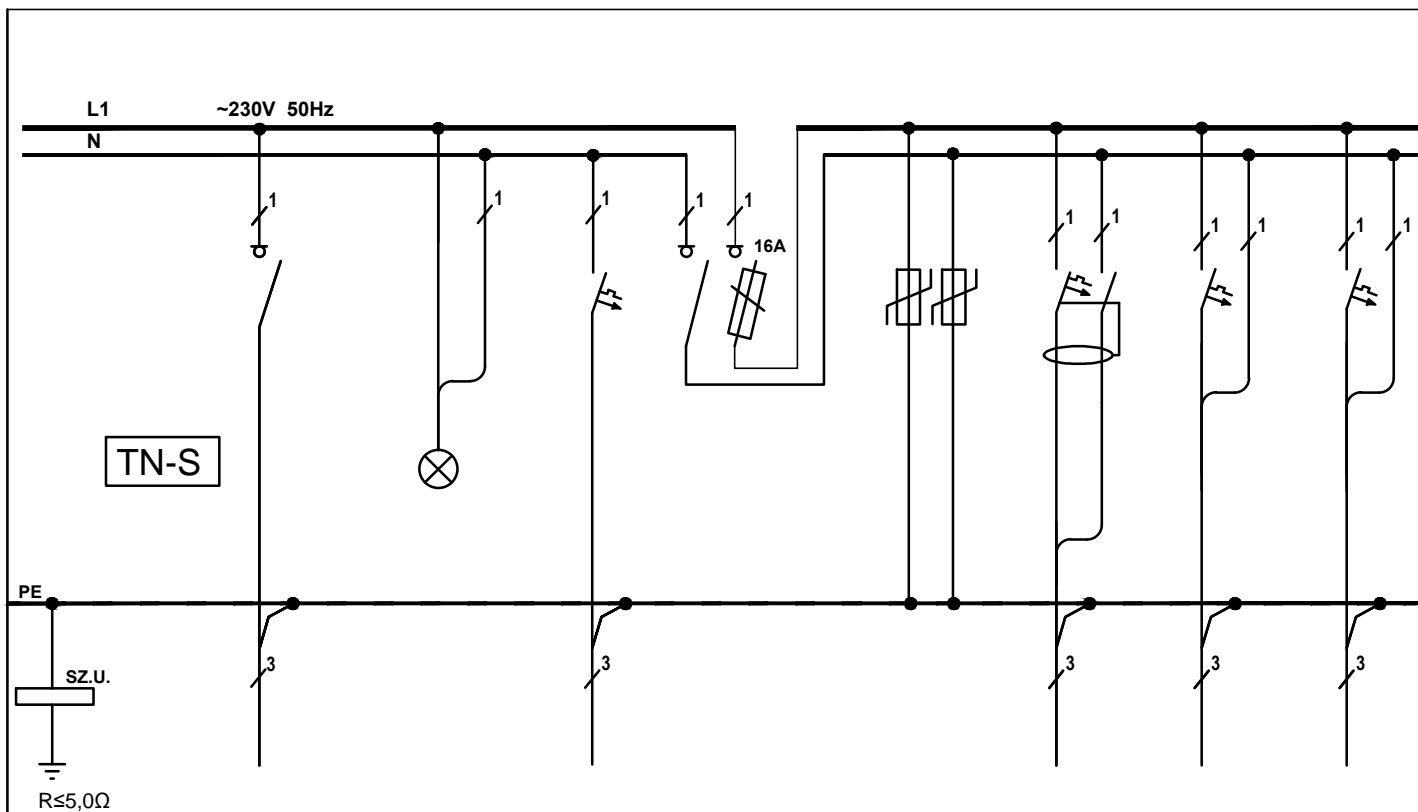 L1 ~230V 50Hz
N
1 1 1 1 1 1 1 1 1 1 1
16A
TN-S
PE
3 3 3 3 3
SZ.U.
R≤5,0Ω